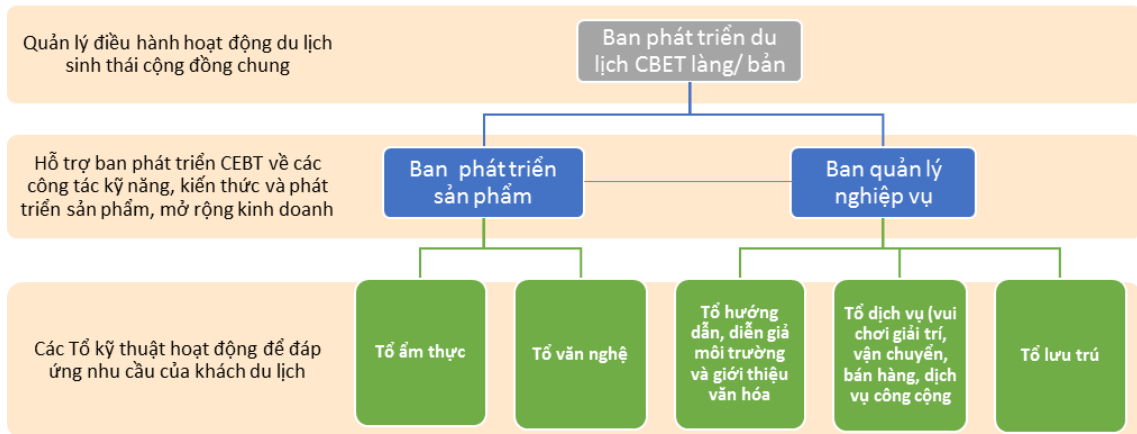 Quản lý điều hành hoạt động du lịch
sinh thái cộng đồng chung
Ban phát triển du
lịch CBET làng/ bản
Hỗ trợ ban phát triển CEBT về các
công tác kỹ năng, kiến thức và phát
triển sản phẩm, mở rộng kinh doanh
Ban phát triển
sản phẩm
Ban quản lý
nghiệp vụ
Các Tổ kỹ thuật hoạt động để đáp
ứng nhu cầu của khách du lịch
Tổ ẩm thực
Tổ văn nghệ
Tổ hướng
dẫn, diễn giả
môi trường
và giới thiệu
văn hóa
Tổ dịch vụ (vui
chơi giải trí,
vận chuyển,
bán hàng, dịch
vụ công cộng
Tổ lưu trú